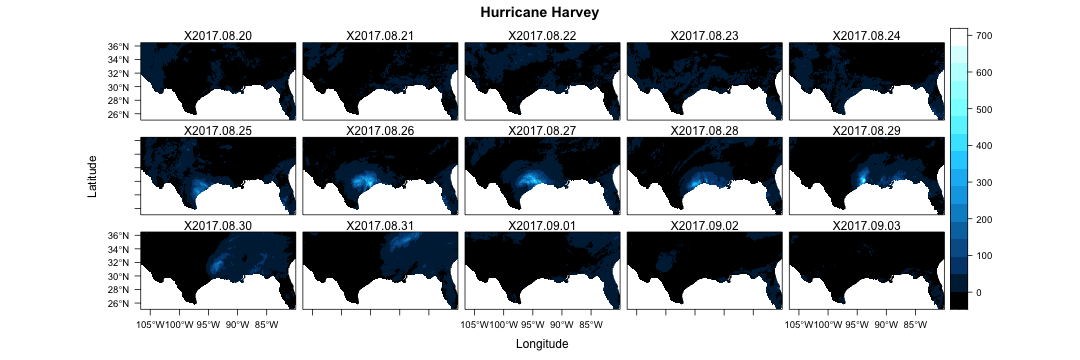 Hurricane Harvey
X2017.08.20 X2017.08.21 X2017.08.22 X2017.08.23 X2017.08.24
36°N
34°N
32°N
30°N
28°N
26°N
X2017.08.25 X2017.08.26 X2017.08.27 X2017.08.28 X2017.08.29
Latitude
X2017.08.30 X2017.08.31 X2017.09.01 X2017.09.02 X2017.09.03
36°N
34°N
32°N
30°N
28°N
26°N
105°W 100°W 95°W 90°W 85°W 105°W 100°W 95°W 90°W 85°W 105°W 100°W 95°W 90°W 85°W
Longitude
700
600
500
400
300
200
100
0